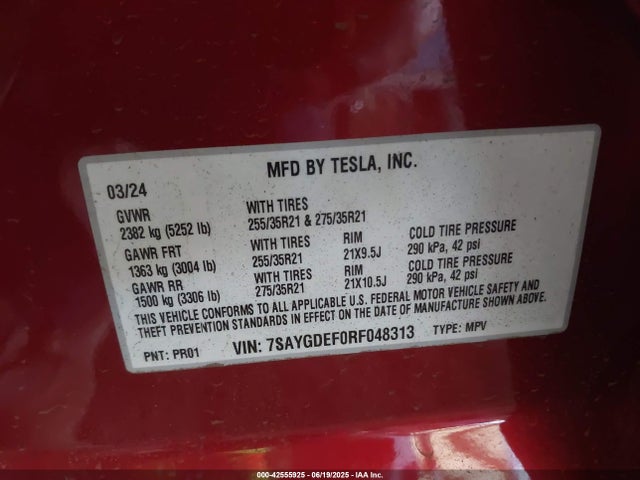 MFD BY TESLA, INC.
03/24
GVWR WITH TIRES
2382 kg (5252 lb) 255/35R21 & 275/35R21
GAWR FRT WITH TIRES RIM COLD TIRE PRESSURE
1363 kg (3004 lb) 255/35R21 21X9.5J 290 kPa, 42 psi
GAWR RR WITH TIRES RIM COLD TIRE PRESSURE
1500 kg (3306 lb) 275/35R21 21X10.5J 290 kPa, 42 psi
THIS VEHICLE CONFORMS TO ALL APPLICABLE U.S. FEDERAL MOTOR VEHICLE SAFETY AND
THEFT PREVENTION STANDARDS IN EFFECT ON THE DATE OF MANUFACTURE SHOWN ABOVE.
PNT: PR01 VIN: 7SAYGDEF0RF048313 TYPE: MPV
000-42555925 - 06/19/2025 - IAA Inc.